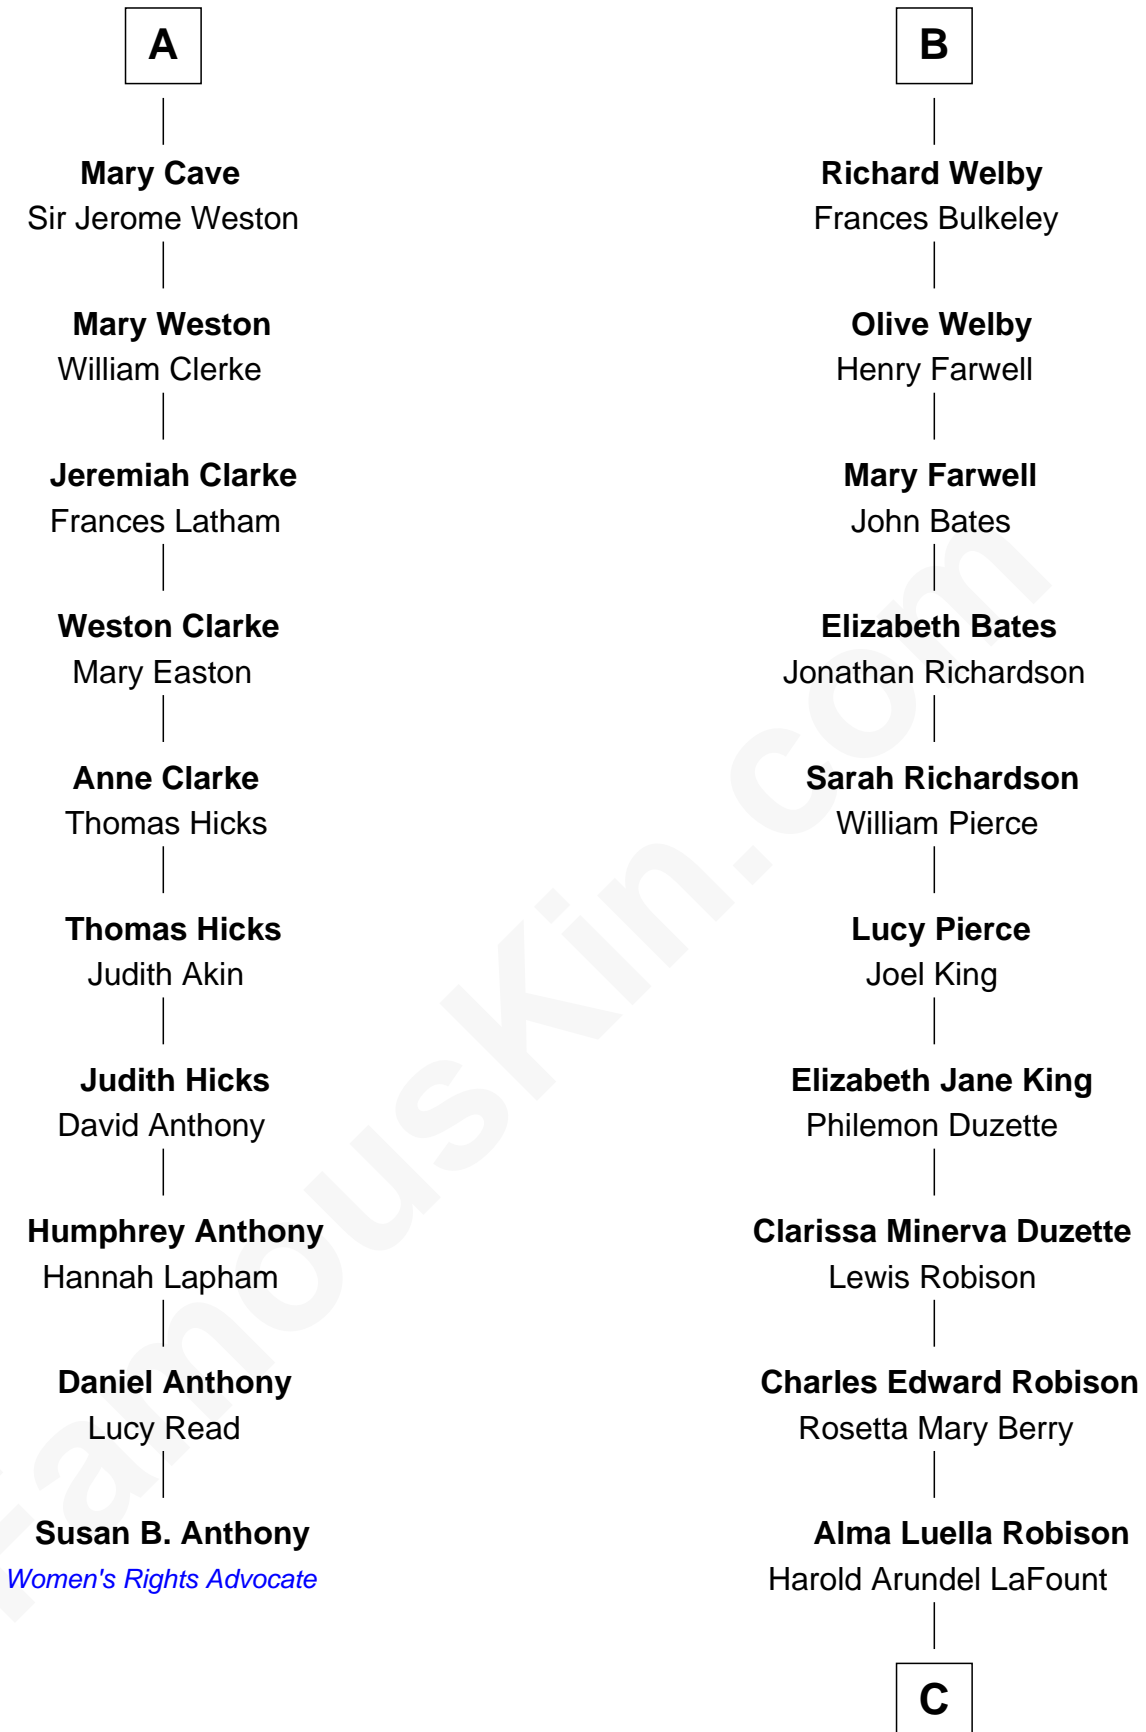 A
Mary Cave
Sir Jerome Weston
Mary Weston
William Clerke
Jeremiah Clarke
Frances Latham
Weston Clarke
Mary Easton
Anne Clarke
Thomas Hicks
Thomas Hicks
Judith Akin
Judith Hicks
David Anthony
Humphrey Anthony
Hannah Lapham
Daniel Anthony
Lucy Read
Susan B. Anthony
Women's Rights Advocate
B
Richard Welby
Frances Bulkeley
Olive Welby
Henry Farwell
Mary Farwell
John Bates
Elizabeth Bates
Jonathan Richardson
Sarah Richardson
William Pierce
Lucy Pierce
Joel King
Elizabeth Jane King
Philemon Duzette
Clarissa Minerva Duzette
Lewis Robison
Charles Edward Robison
Rosetta Mary Berry
Alma Luella Robison
Harold Arundel LaFount
C
FamousKin.com